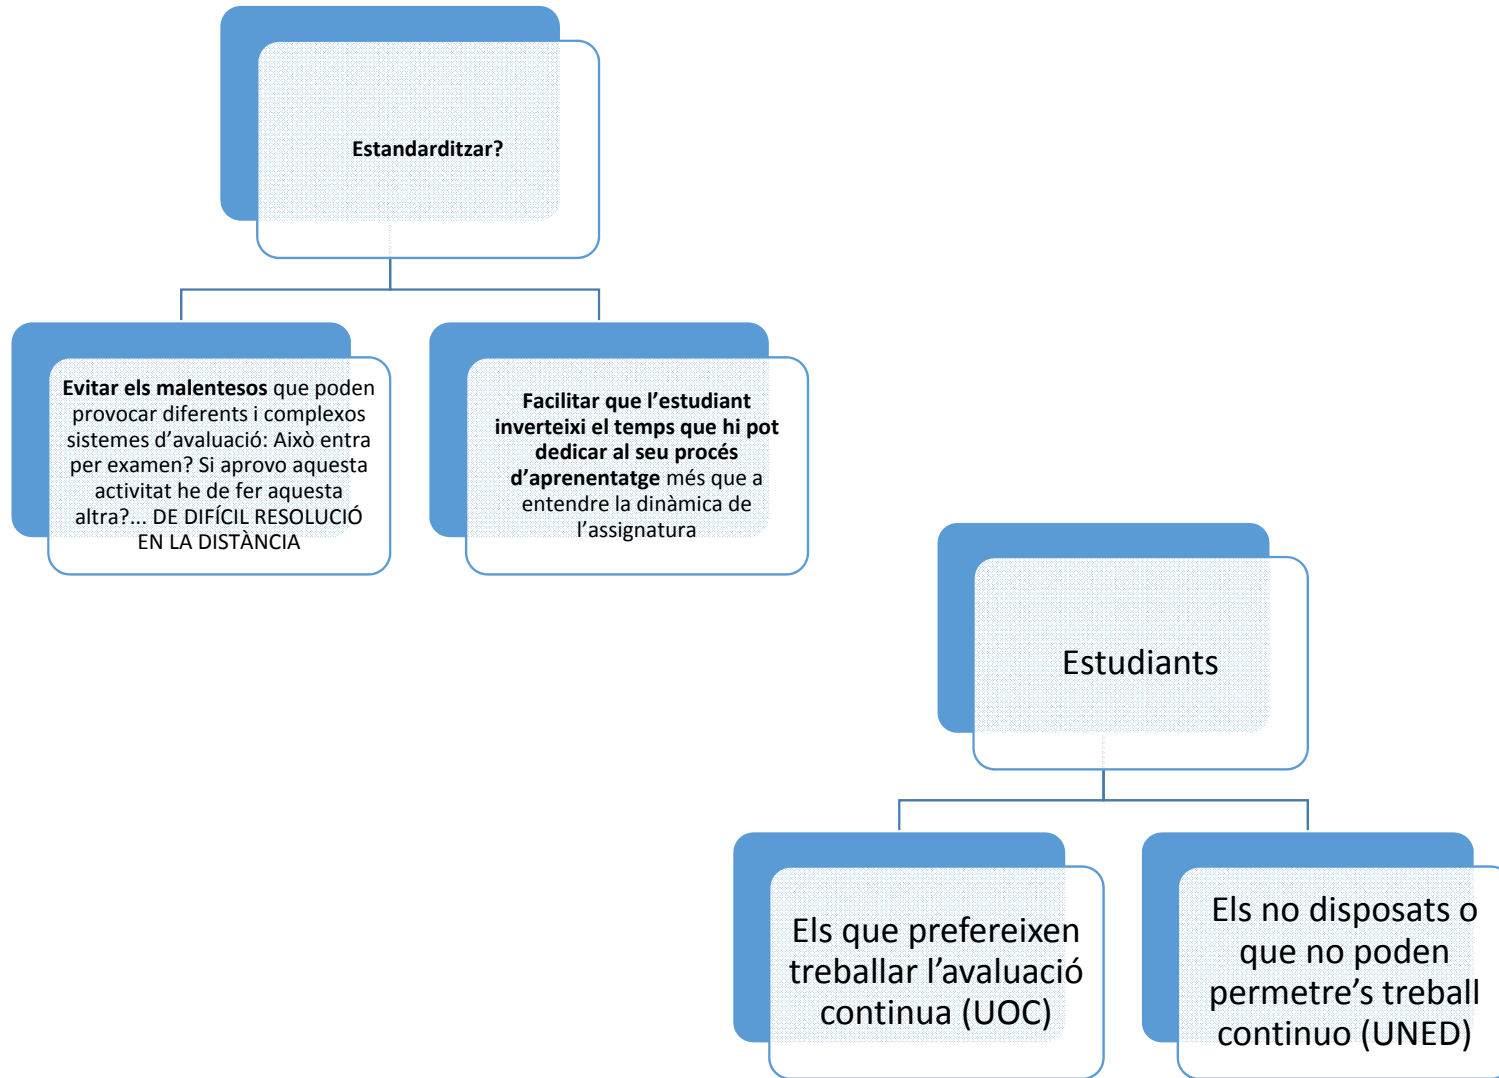 Estandarditzar?
Evitar els malentesos que poden
provocar diferents i complexos
sistemes d’avaluació: Això entra
per examen? Si aprovo aquesta
activitat he de fer aquesta
altra?... DE DIFÍCIL RESOLUCIÓ
EN LA DISTÀNCIA
Facilitar que l’estudiant
inverteixi el temps que hi pot
dedicar al seu procés
d’aprenentatge més que a
entendre la dinàmica de
l’assignatura
Estudiants
Els que prefereixen
treballar l’avaluació
continua (UOC)
Els no disposats o
que no poden
permetre’s treball
continuo (UNED)